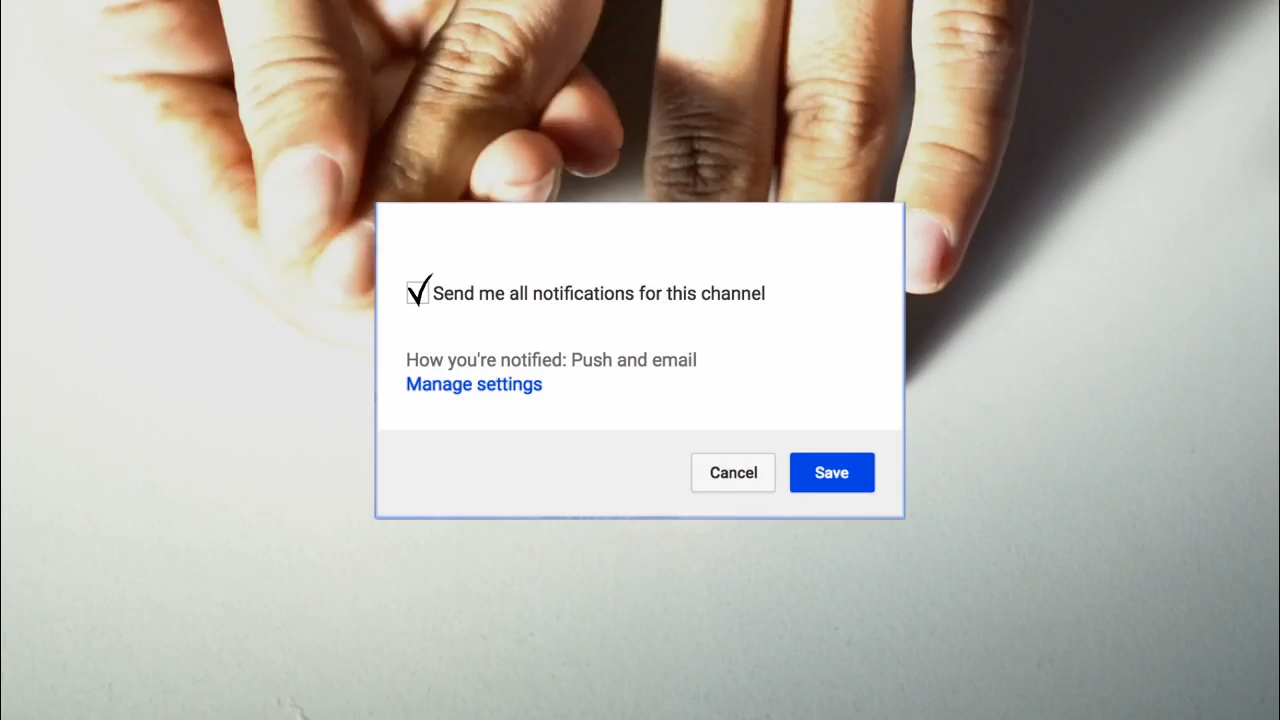 Send me all notifications for this channel
How you're notified: Push and email
Manage settings
Cancel
Save